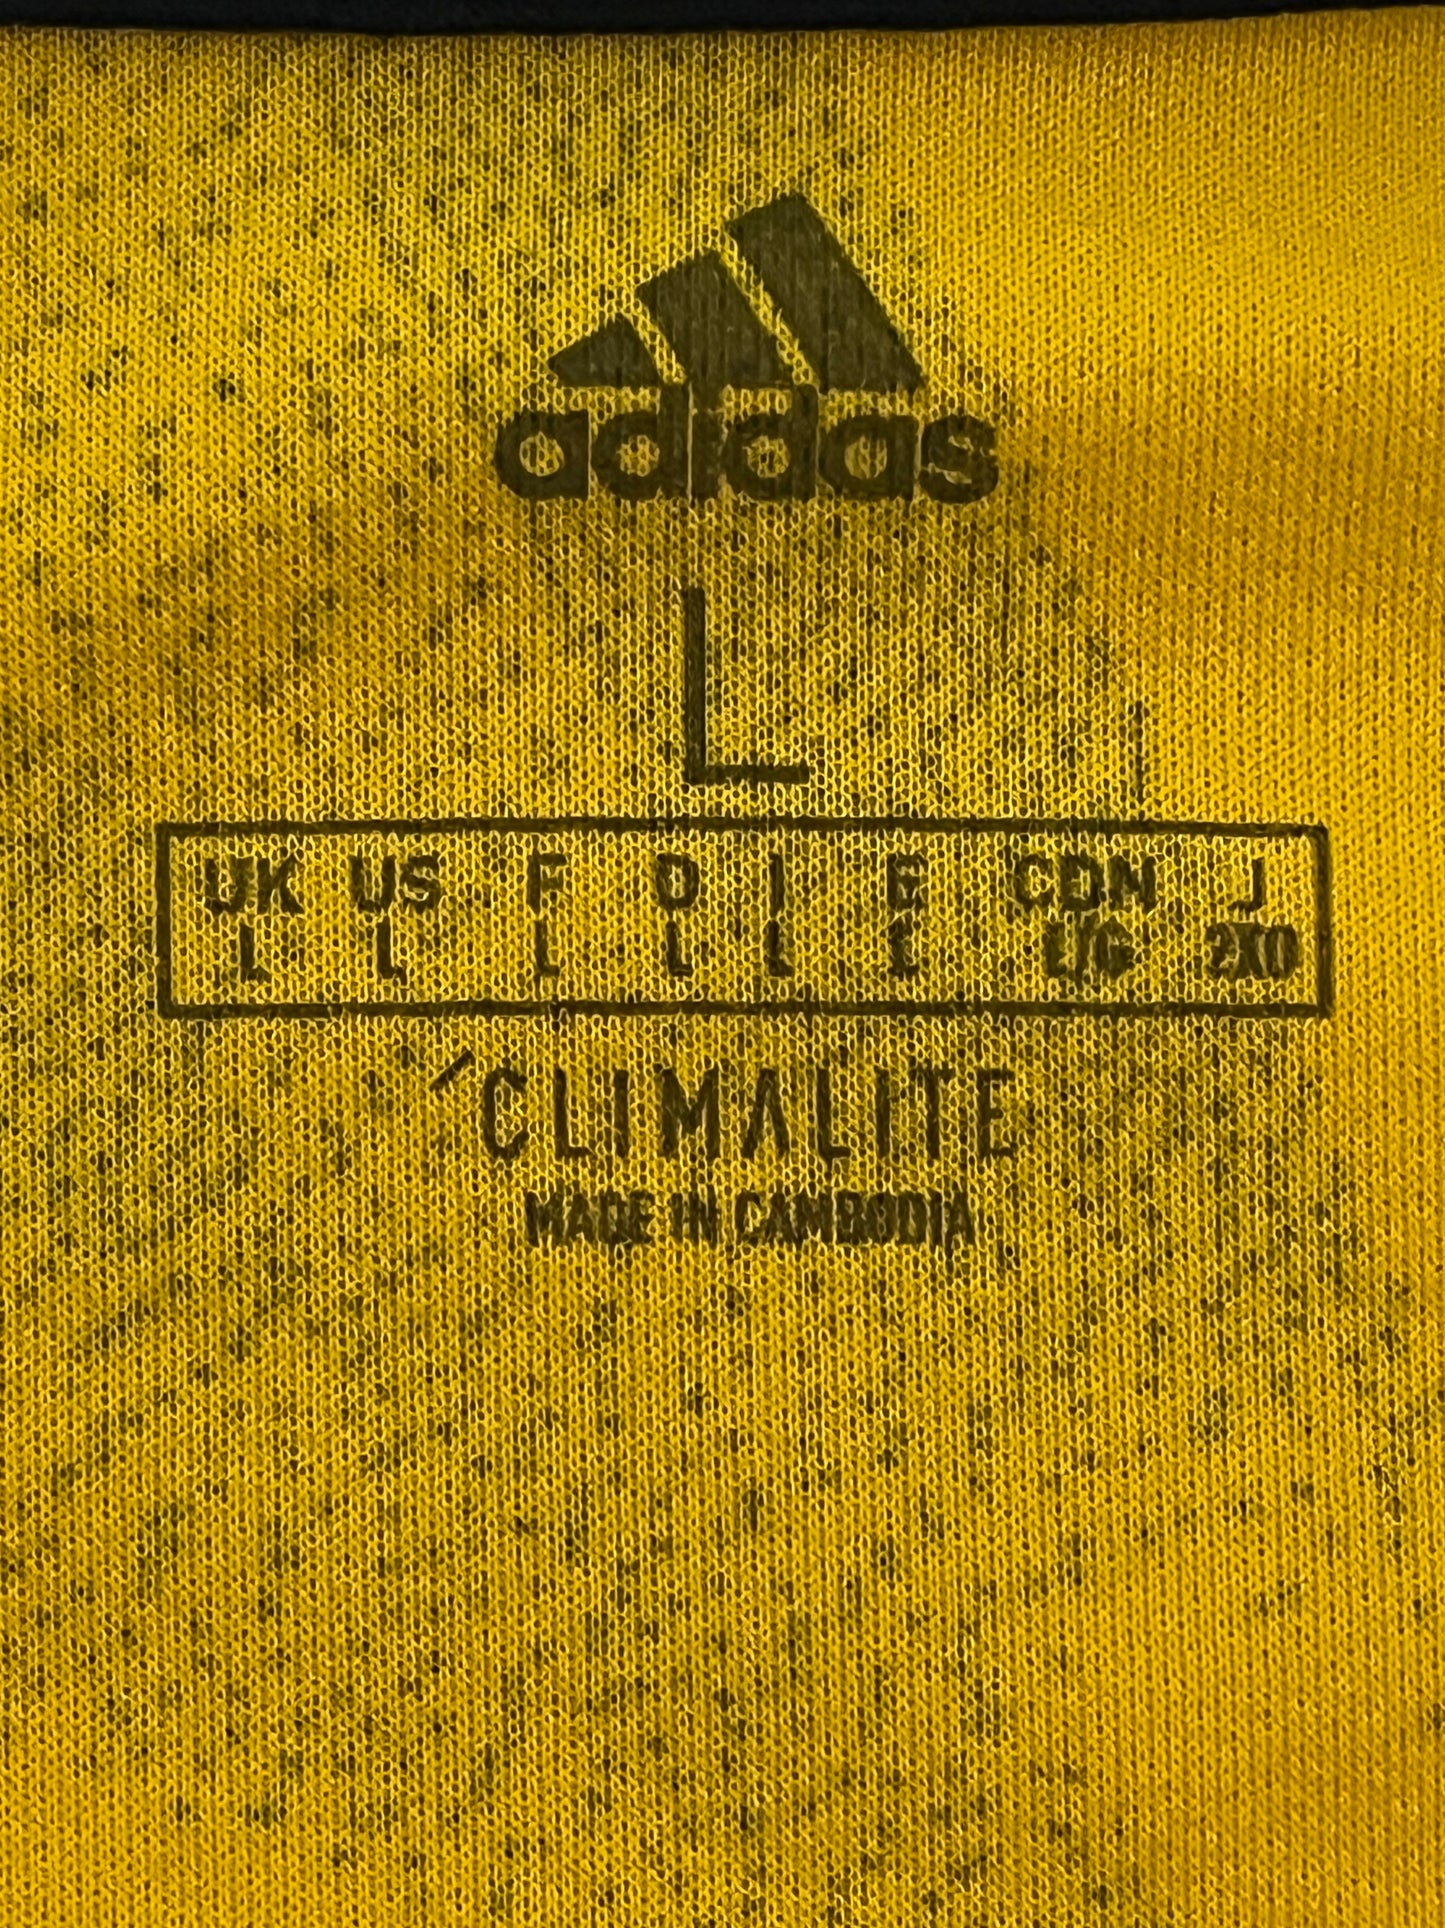 adidas
L
UK US F D I E CDN J
L L L L L L L/G 2XO
´CLIMALITE
MADE IN CAMBODIA